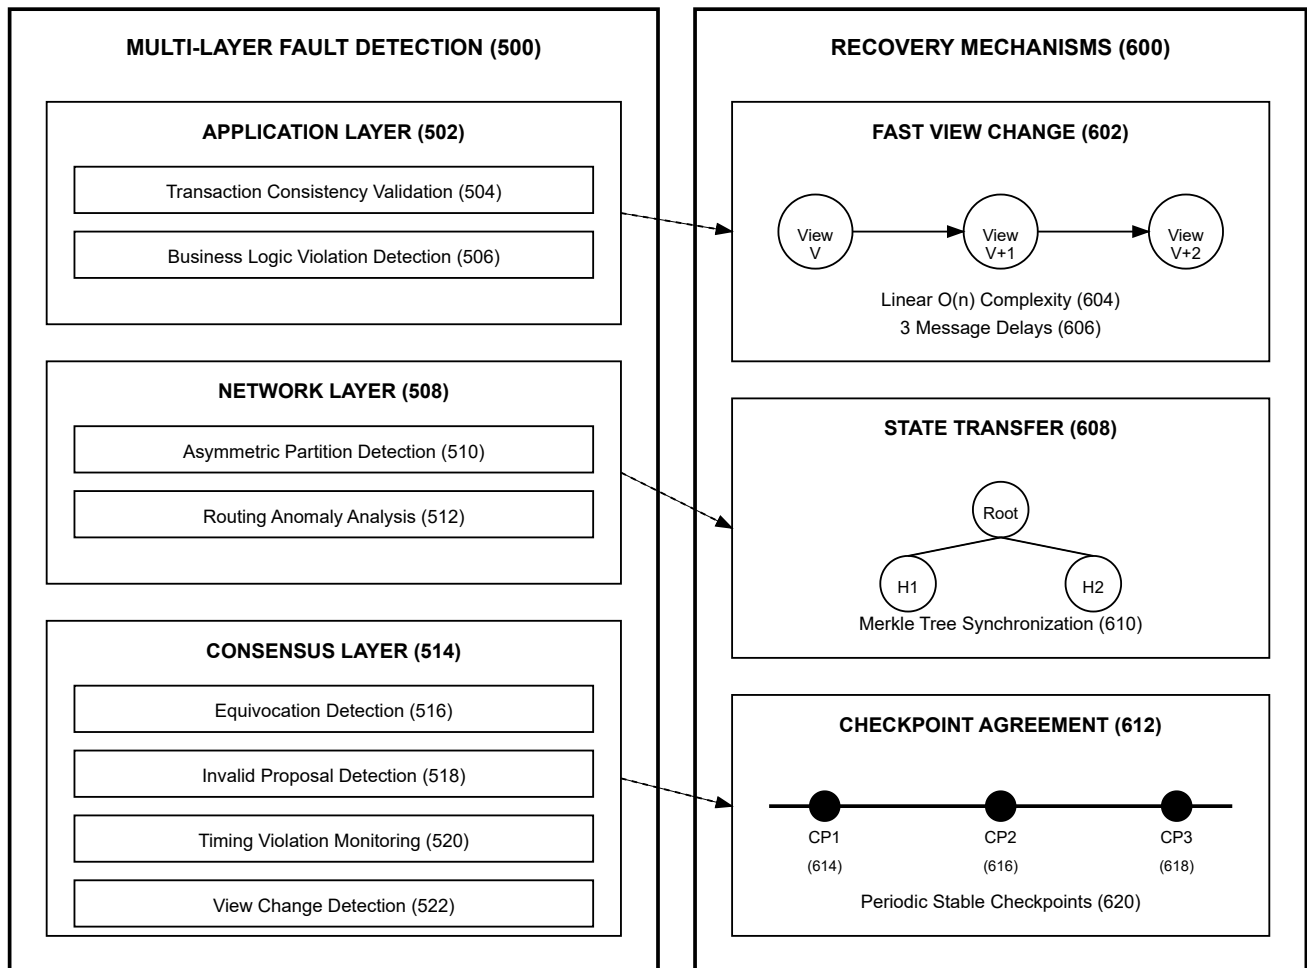 MULTI-LAYER FAULT DETECTION (500)
APPLICATION LAYER (502)
Transaction Consistency Validation (504)
Business Logic Violation Detection (506)
NETWORK LAYER (508)
Asymmetric Partition Detection (510)
Routing Anomaly Analysis (512)
CONSENSUS LAYER (514)
Equivocation Detection (516)
Invalid Proposal Detection (518)
Timing Violation Monitoring (520)
View Change Detection (522)
RECOVERY MECHANISMS (600)
FAST VIEW CHANGE (602)
View
V
View
V+1
View
V+2
Linear O(n) Complexity (604)
3 Message Delays (606)
STATE TRANSFER (608)
Root
H1
H2
Merkle Tree Synchronization (610)
CHECKPOINT AGREEMENT (612)
CP1
(614)
CP2
(616)
CP3
(618)
Periodic Stable Checkpoints (620)